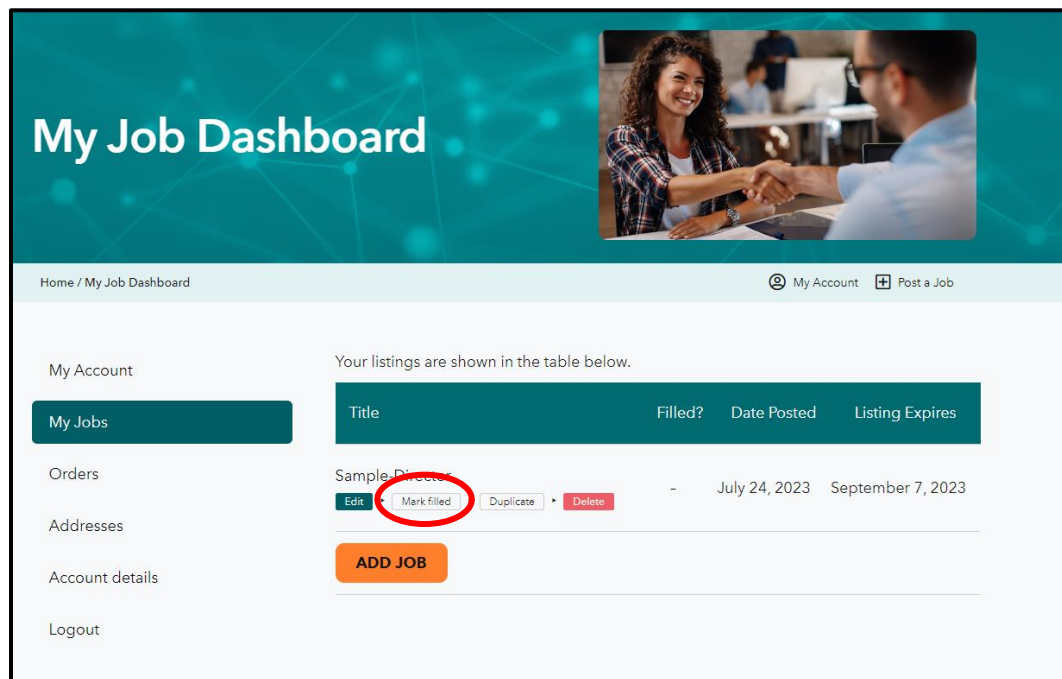 My Job Dashboard
Home / My Job Dashboard
My Account
Post a Job
My Account
My Jobs
Orders
Addresses
Account details
Logout
Your listings are shown in the table below.
Title Filled? Date Posted Listing Expires
Sample-Director - July 24, 2023 September 7, 2023
Edit Mark filled Duplicate Delete
ADD JOB